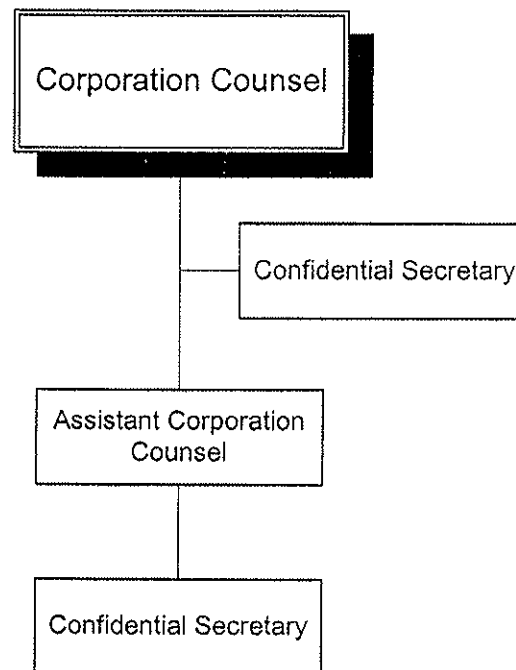 Corporation Counsel
Confidential Secretary
Assistant Corporation
Counsel
Confidential Secretary